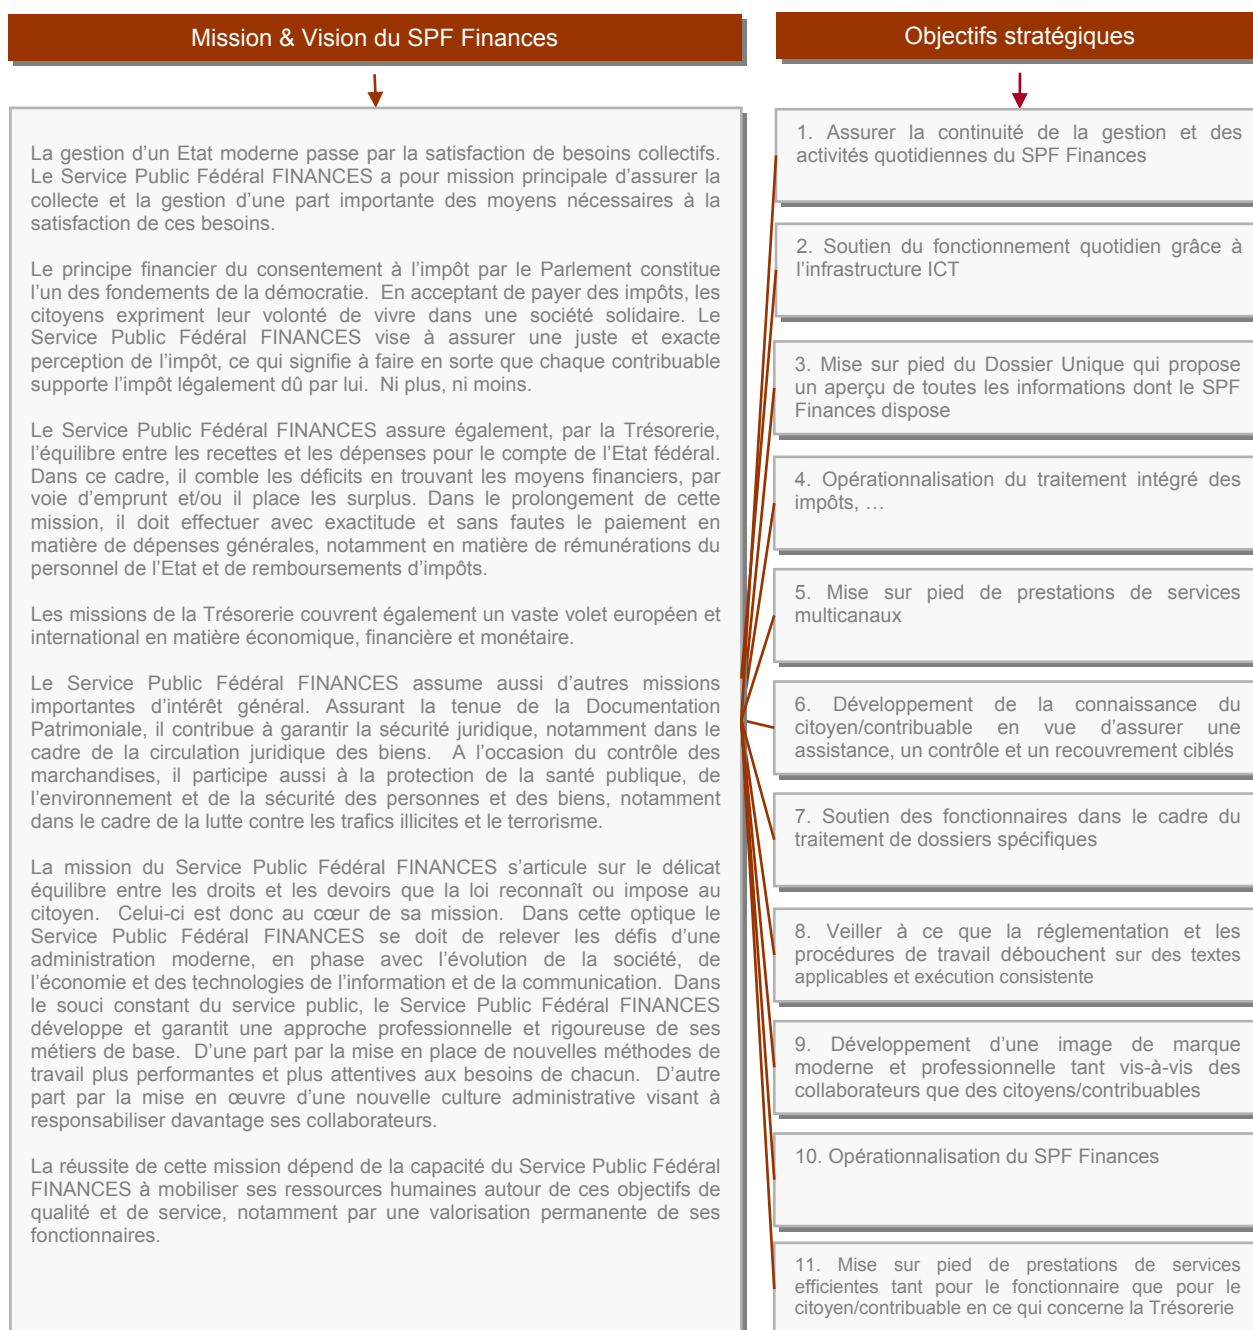 Mission & Vision du SPF Finances
La gestion d’un Etat moderne passe par la satisfaction de besoins collectifs.
Le Service Public Fédéral FINANCES a pour mission principale d’assurer la
collecte et la gestion d’une part importante des moyens nécessaires à la
satisfaction de ces besoins.
Le principe financier du consentement à l’impôt par le Parlement constitue
l’un des fondements de la démocratie. En acceptant de payer des impôts, les
citoyens expriment leur volonté de vivre dans une société solidaire. Le
Service Public Fédéral FINANCES vise à assurer une juste et exacte
perception de l’impôt, ce qui signifie à faire en sorte que chaque contribuable
supporte l’impôt légalement dû par lui. Ni plus, ni moins.
Le Service Public Fédéral FINANCES assure également, par la Trésorerie,
l’équilibre entre les recettes et les dépenses pour le compte de l’Etat fédéral.
Dans ce cadre, il comble les déficits en trouvant les moyens financiers, par
voie d’emprunt et/ou il place les surplus. Dans le prolongement de cette
mission, il doit effectuer avec exactitude et sans fautes le paiement en
matière de dépenses générales, notamment en matière de rémunérations du
personnel de l’Etat et de remboursements d’impôts.
Les missions de la Trésorerie couvrent également un vaste volet européen et
international en matière économique, financière et monétaire.
Le Service Public Fédéral FINANCES assume aussi d’autres missions
importantes d’intérêt général. Assurant la tenue de la Documentation
Patrimoniale, il contribue à garantir la sécurité juridique, notamment dans le
cadre de la circulation juridique des biens. A l’occasion du contrôle des
marchandises, il participe aussi à la protection de la santé publique, de
l’environnement et de la sécurité des personnes et des biens, notamment
dans le cadre de la lutte contre les trafics illicites et le terrorisme.
La mission du Service Public Fédéral FINANCES s’articule sur le délicat
équilibre entre les droits et les devoirs que la loi reconnaît ou impose au
citoyen. Celui-ci est donc au cœur de sa mission. Dans cette optique le
Service Public Fédéral FINANCES se doit de relever les défis d’une
administration moderne, en phase avec l’évolution de la société, de
l’économie et des technologies de l’information et de la communication. Dans
le souci constant du service public, le Service Public Fédéral FINANCES
développe et garantit une approche professionnelle et rigoureuse de ses
métiers de base. D’une part par la mise en place de nouvelles méthodes de
travail plus performantes et plus attentives aux besoins de chacun. D’autre
part par la mise en œuvre d’une nouvelle culture administrative visant à
responsabiliser davantage ses collaborateurs.
La réussite de cette mission dépend de la capacité du Service Public Fédéral
FINANCES à mobiliser ses ressources humaines autour de ces objectifs de
qualité et de service, notamment par une valorisation permanente de ses
fonctionnaires.
Objectifs stratégiques
1. Assurer la continuité de la gestion et des
activités quotidiennes du SPF Finances
2. Soutien du fonctionnement quotidien grâce à
l’infrastructure ICT
3. Mise sur pied du Dossier Unique qui propose
un aperçu de toutes les informations dont le SPF
Finances dispose
4. Opérationnalisation du traitement intégré des
impôts, …
5. Mise sur pied de prestations de services
multicanaux
6. Développement de la connaissance du
citoyen/contribuable en vue d’assurer une
assistance, un contrôle et un recouvrement ciblés
7. Soutien des fonctionnaires dans le cadre du
traitement de dossiers spécifiques
8. Veiller à ce que la réglementation et les
procédures de travail débouchent sur des textes
applicables et exécution consistente
9. Développement d’une image de marque
moderne et professionnelle tant vis-à-vis des
collaborateurs que des citoyens/contribuables
10. Opérationnalisation du SPF Finances
11. Mise sur pied de prestations de services
efficientes tant pour le fonctionnaire que pour le
citoyen/contribuable en ce qui concerne la Trésorerie